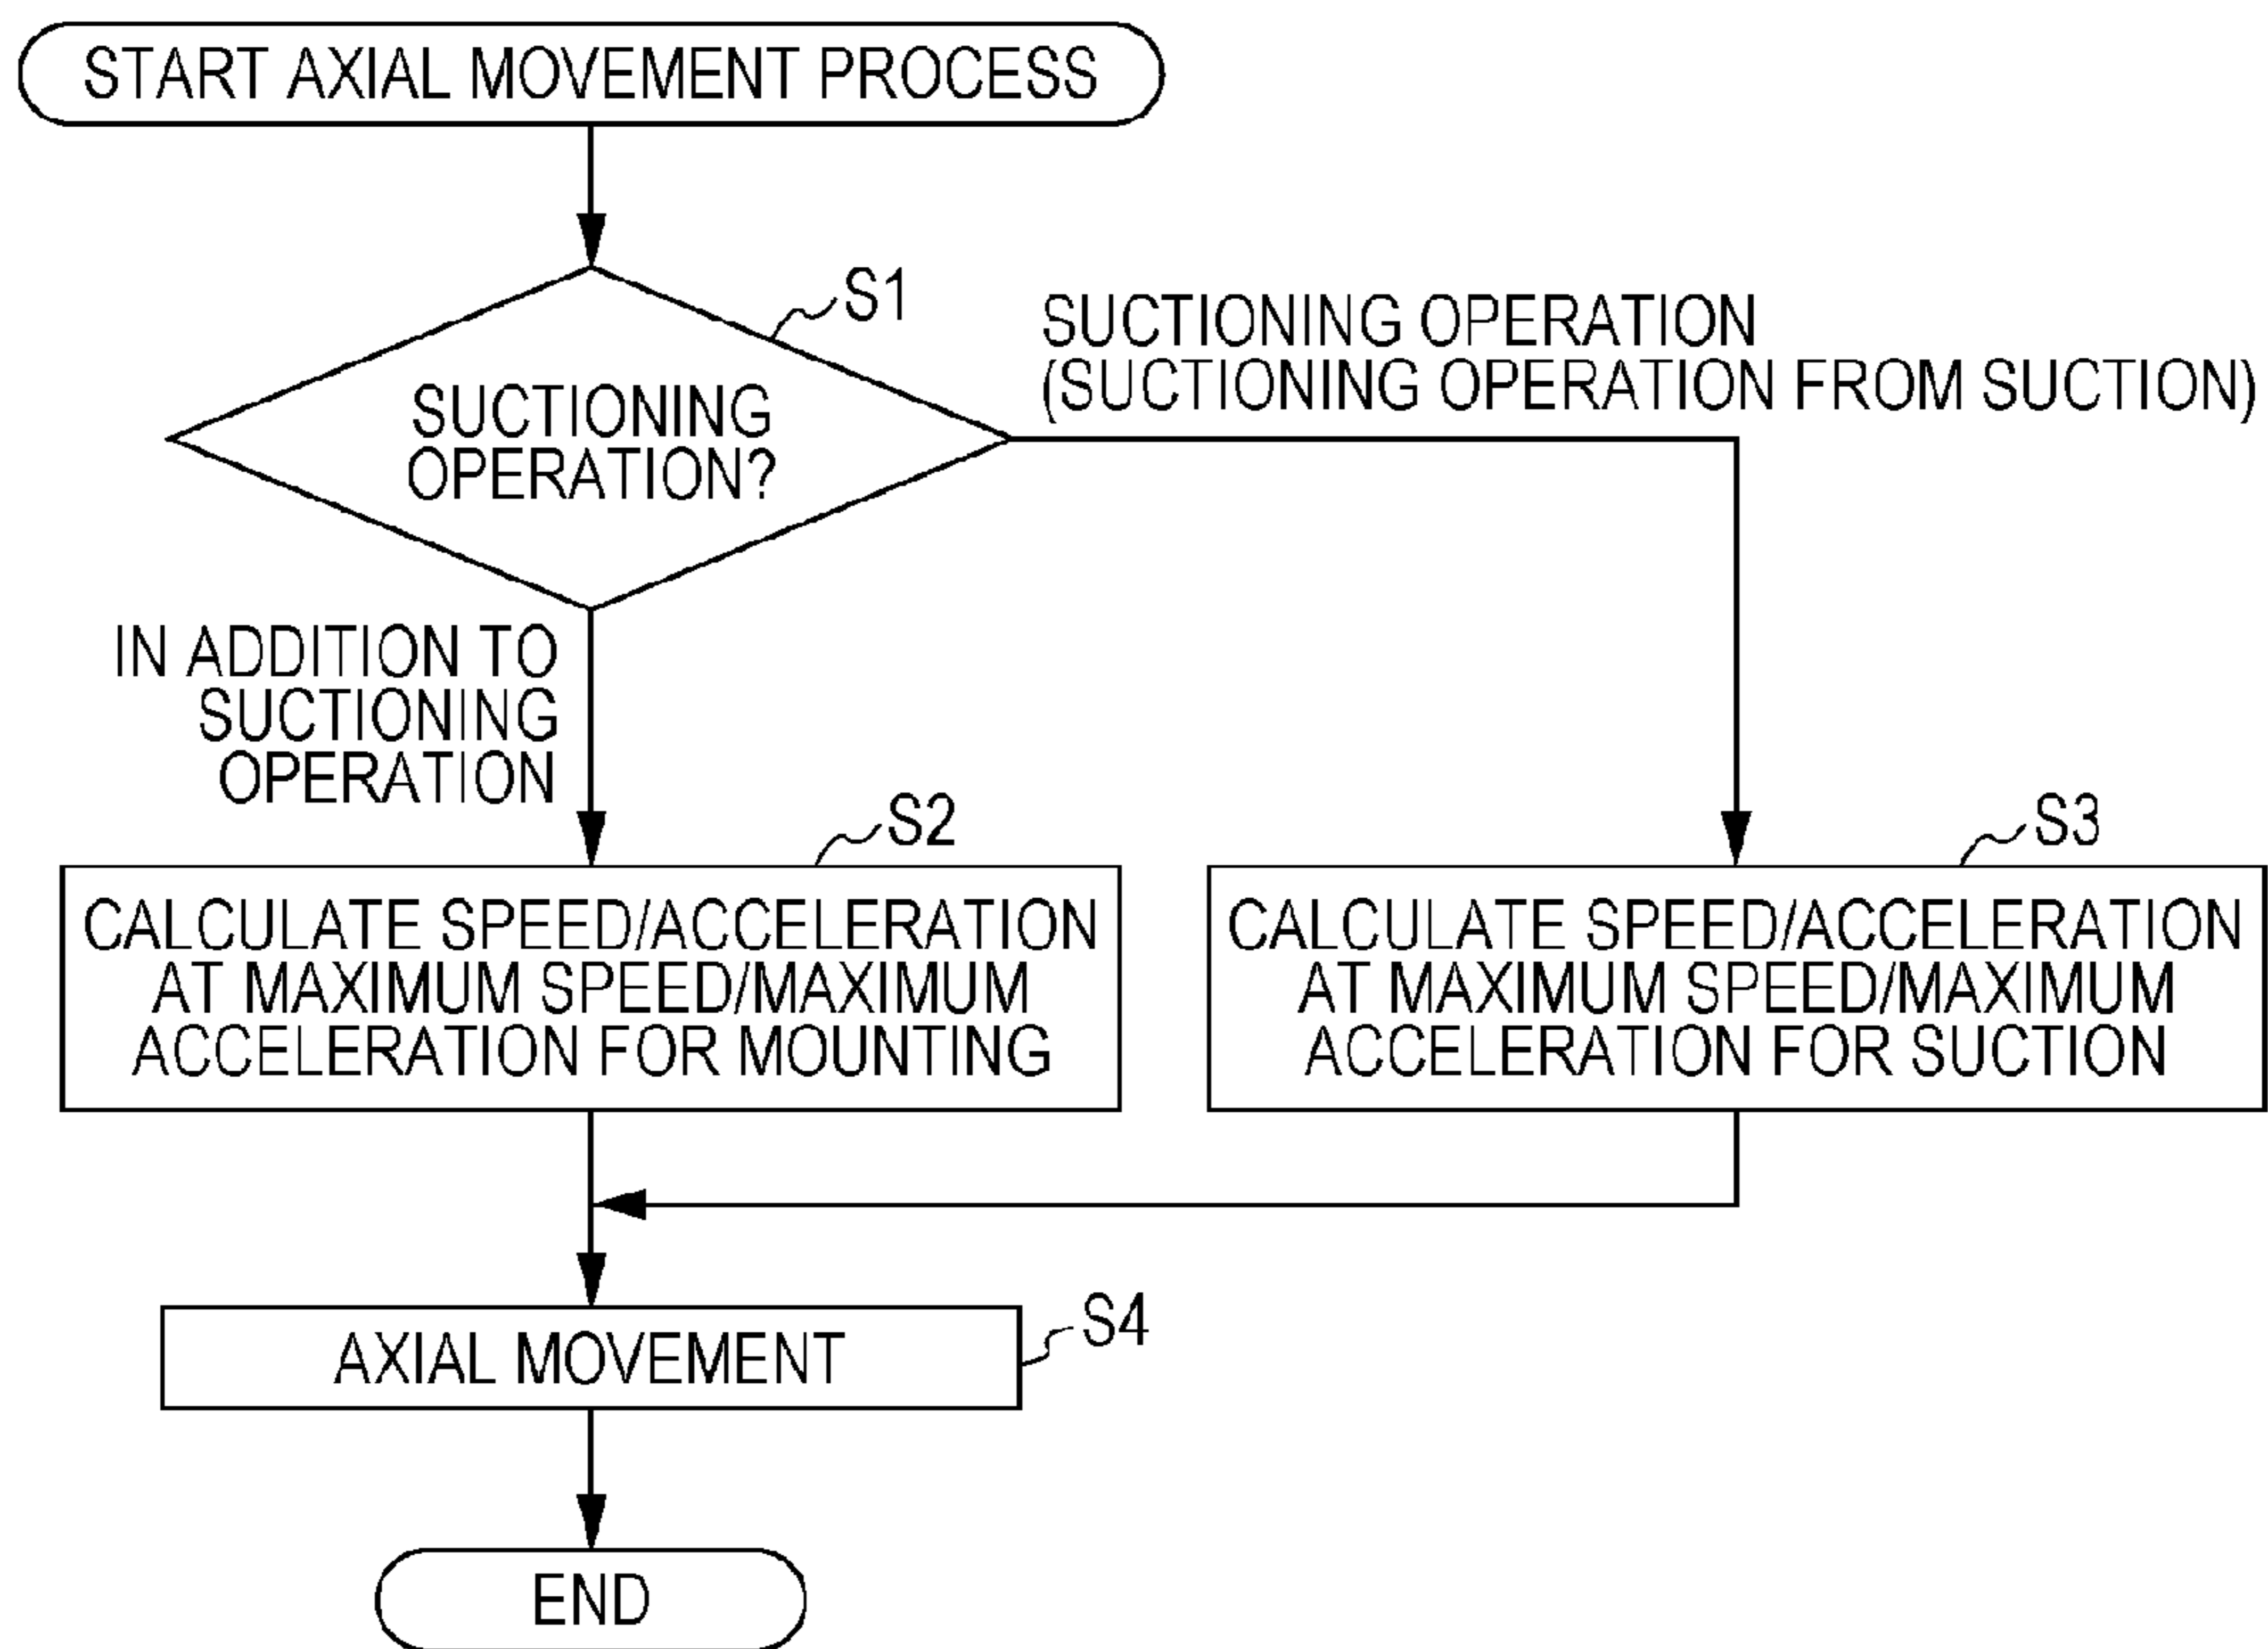 START AXIAL MOVEMENT PROCESS
S1
SUCTIONING
OPERATION?
SUCTIONING OPERATION
(SUCTIONING OPERATION FROM SUCTION)
IN ADDITION TO
SUCTIONING
OPERATION
S2
CALCULATE SPEED/ACCELERATION
AT MAXIMUM SPEED/MAXIMUM
ACCELERATION FOR MOUNTING
S3
CALCULATE SPEED/ACCELERATION
AT MAXIMUM SPEED/MAXIMUM
ACCELERATION FOR SUCTION
AXIAL MOVEMENT
S4
END